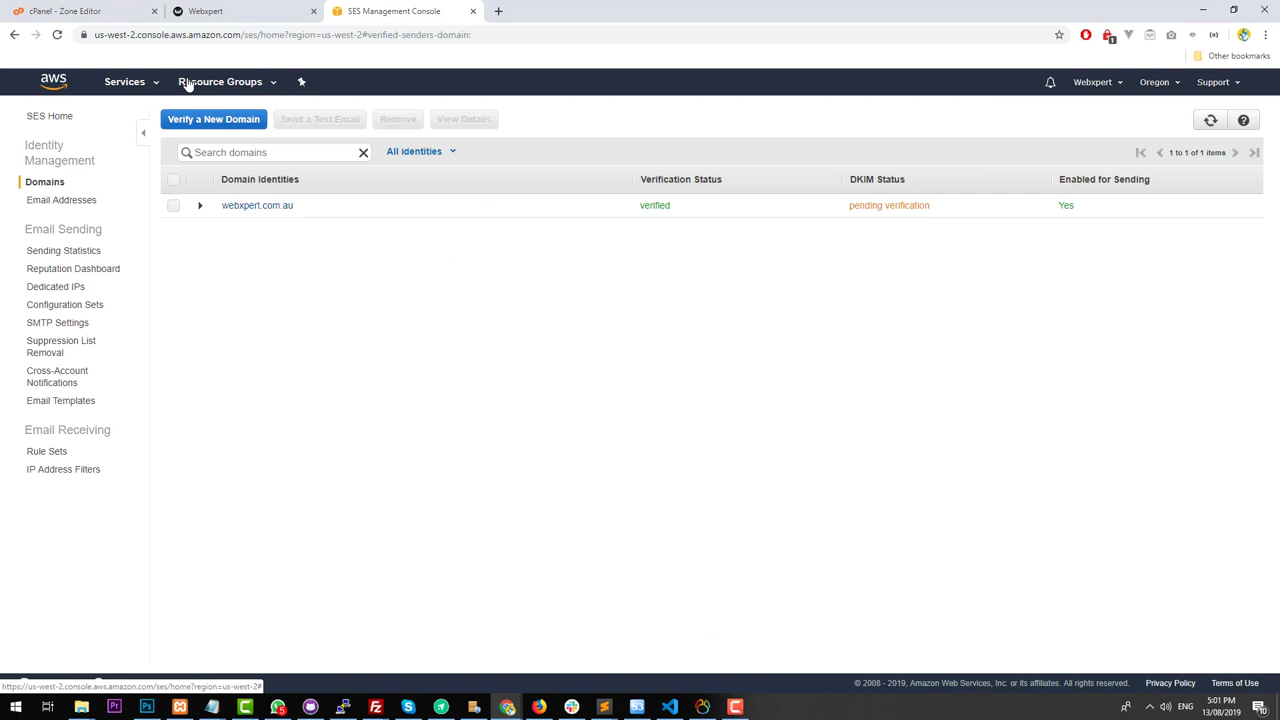 cPanel - Zone Editor
Webxpert
SES Management Console
us-west-2.console.aws.amazon.com/ses/home?region=us-west-2#verified-senders-domain:
1
Other bookmarks
aws
Services
Resource Groups
Webxpert
Oregon
Support
SES Home
Verify a New Domain
Send a Test Email
Remove
View Details
Identity Management
Search domains
All identities
1 to 1 of 1 items
Domains
Domain Identities
Verification Status
DKIM Status
Enabled for Sending
Email Addresses
webxpert.com.au
verified
pending verification
Yes
Email Sending
Sending Statistics
Reputation Dashboard
Dedicated IPs
Configuration Sets
SMTP Settings
Suppression List
Removal
Cross-Account
Notifications
Email Templates
Email Receiving
Rule Sets
IP Address Filters
https://us-west-2.console.aws.amazon.com/ses/home?region=us-west-2#
© 2008 - 2019, Amazon Web Services, Inc. or its affiliates. All rights reserved.
Privacy Policy
Terms of Use
Pr
Ps
5
S3
ENG
5:01 PM
13/08/2019
10